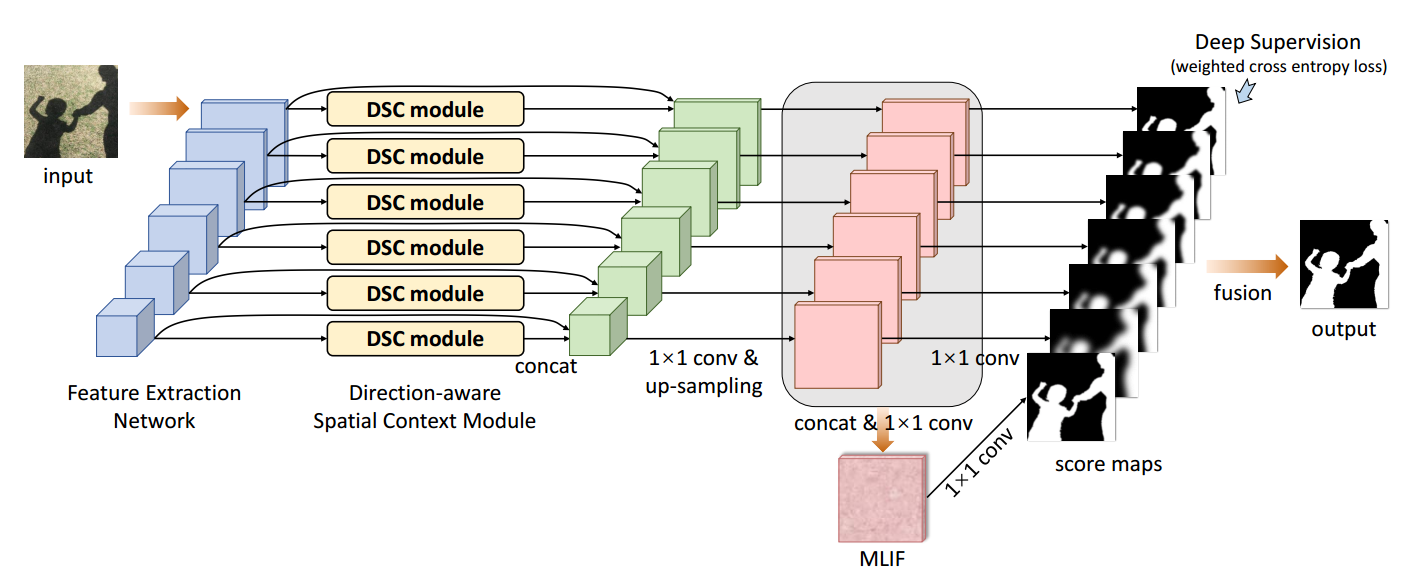 Deep Supervision
(weighted cross entropy loss)
input
DSC module
DSC module
DSC module
DSC module
DSC module
DSC module
concat
1×1 conv &
up-sampling
1×1 conv
fusion
output
Feature Extraction
Network
Direction-aware
Spatial Context Module
concat & 1×1 conv
1×1 conv
score maps
MLIF